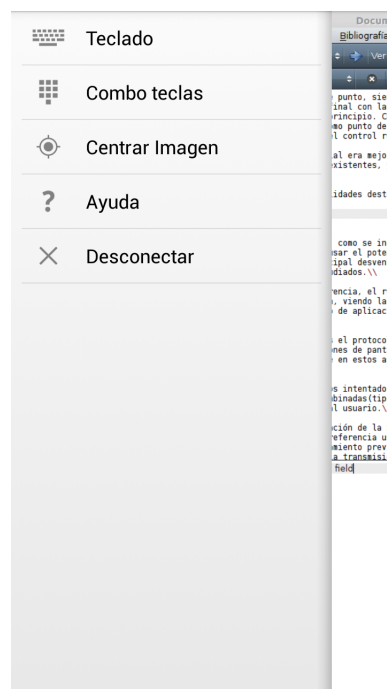 Teclado
Combo teclas
Centrar Imagen
?
Ayuda
Desconectar
Docum
Bibliografía
Ver
punto, sie
inal con la
rincipio. C
mo punto de
l control r
al era mejo
xistentes,
idades dest
como se in
sar el pote
ipal desven
diados.\\
encia, el r
, viendo la
de aplicac
el protoco
nes de pant
en estos a
s intentado
binadas(tip
l usuario.\
ción de la
eferencia u
miento prev
a transmisi
field